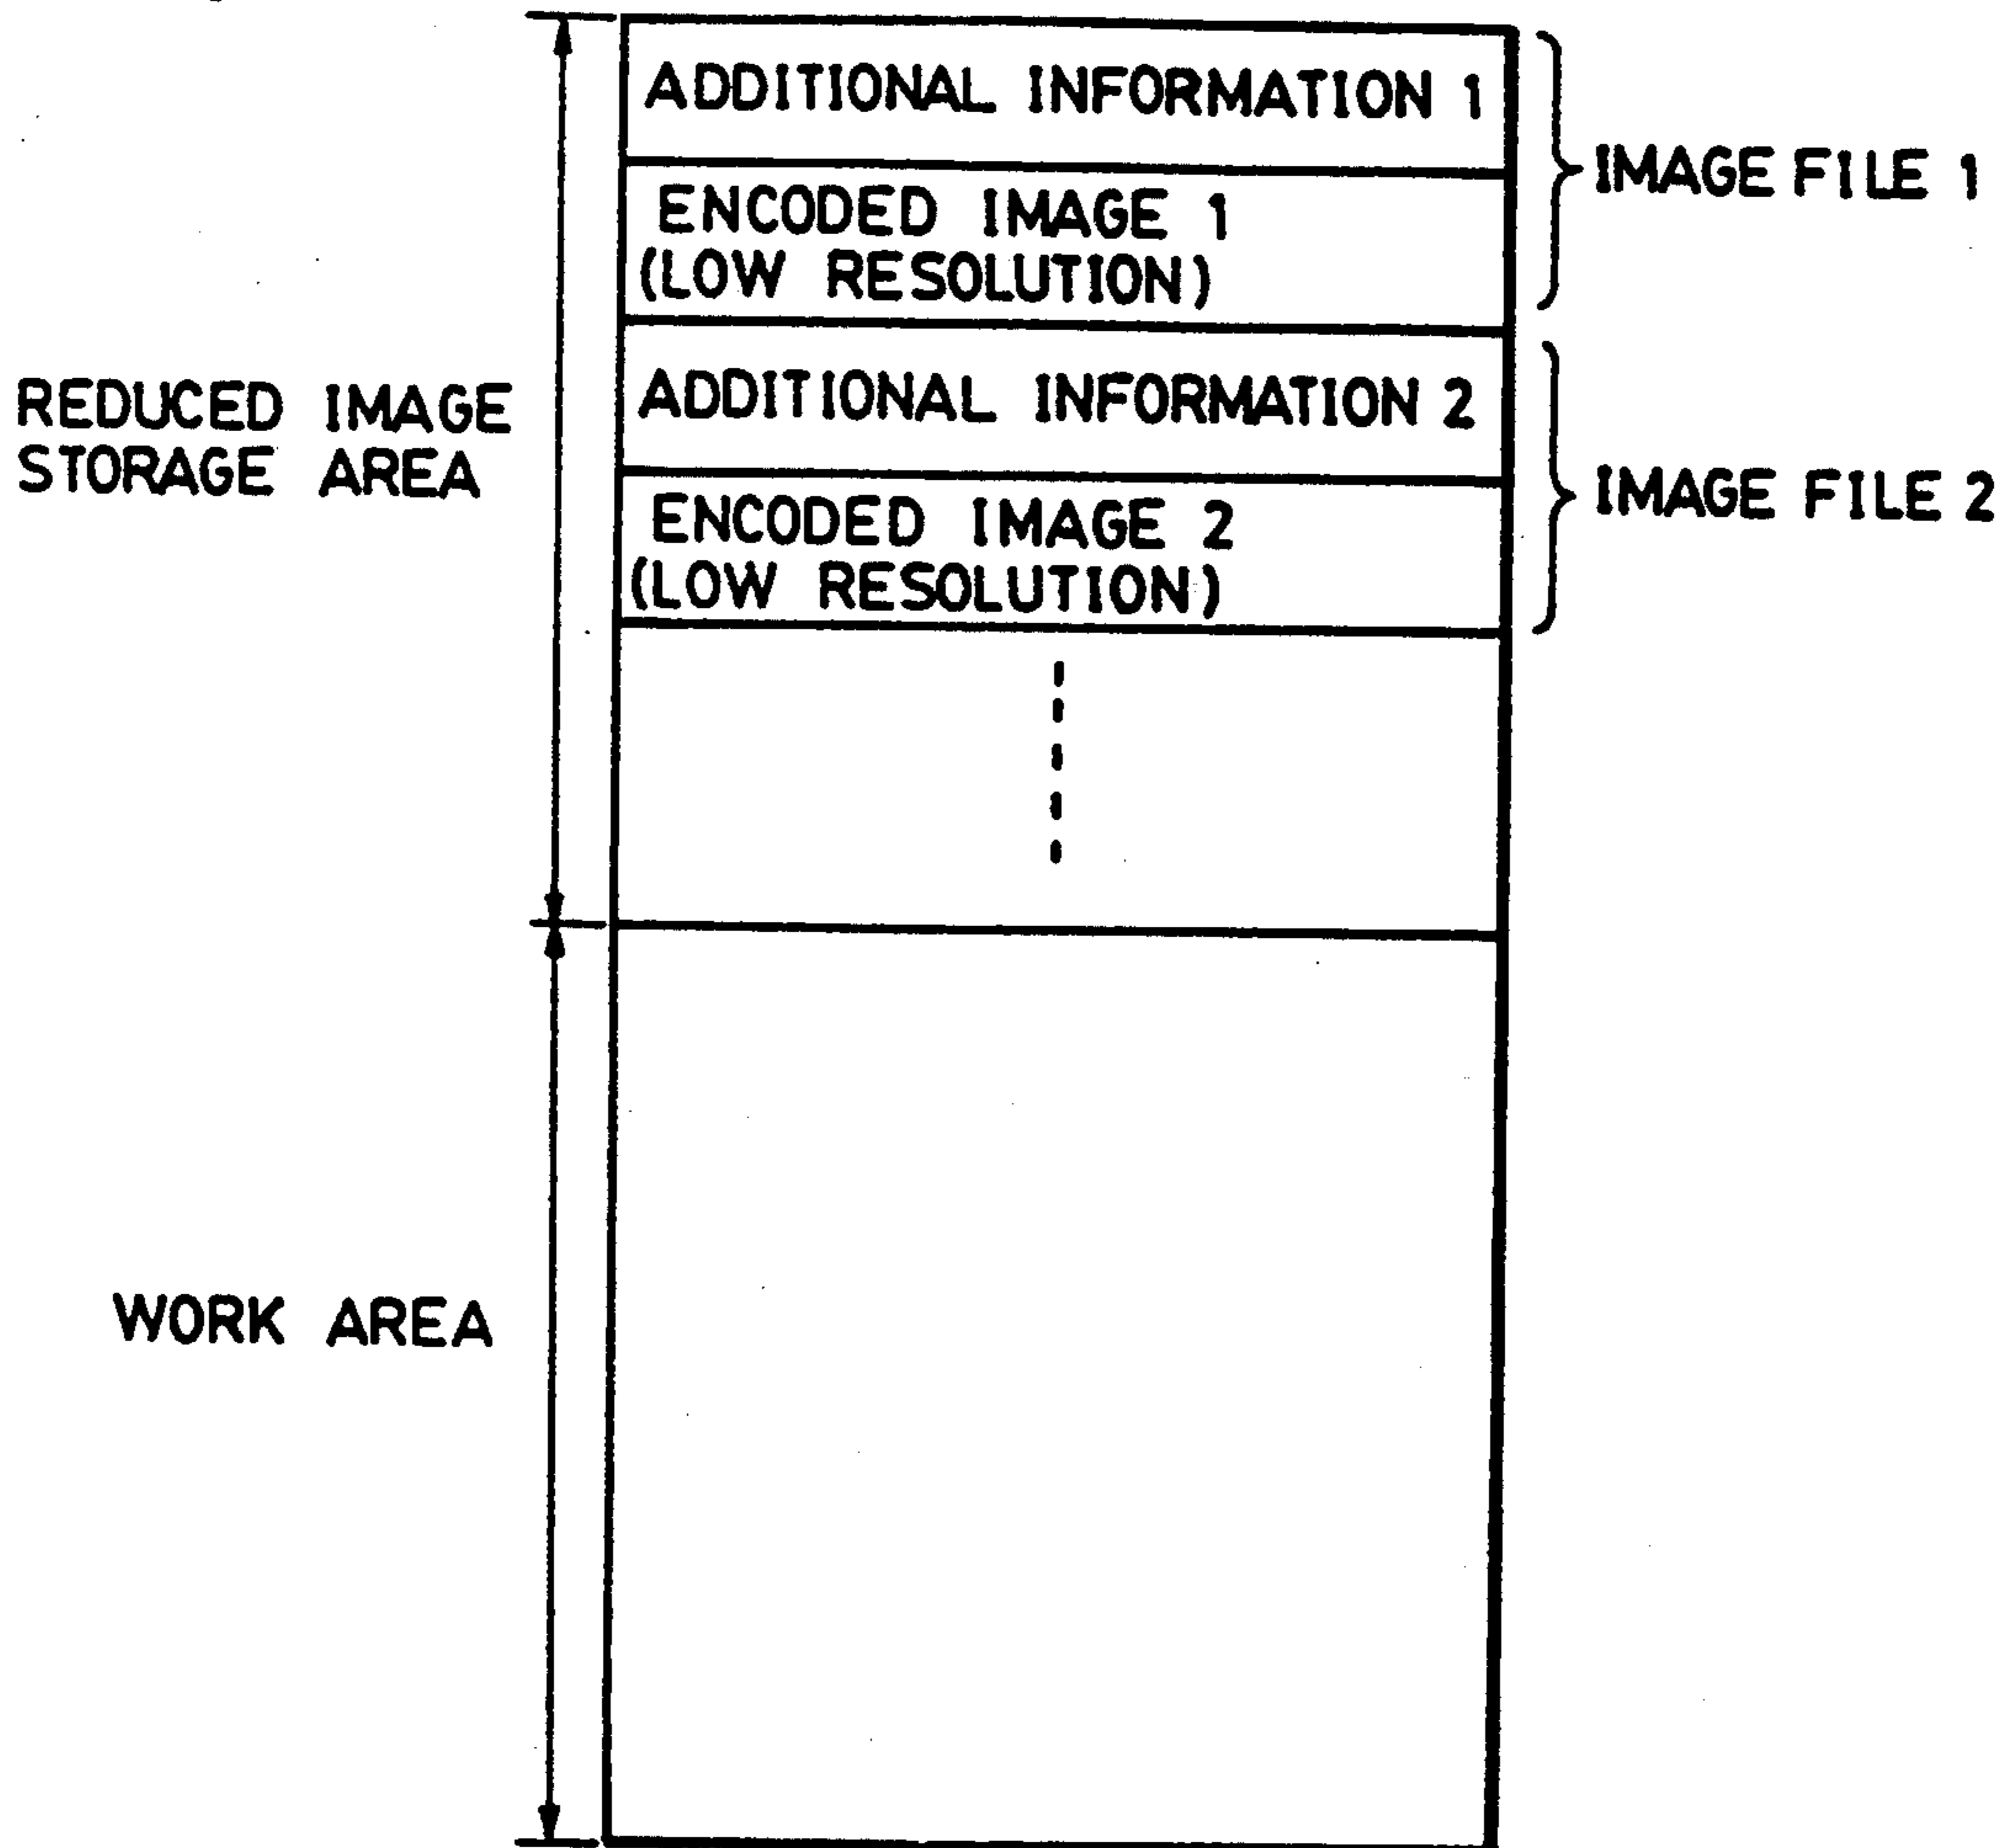 ADDITIONAL INFORMATION 1
ENCODED IMAGE 1
(LOW RESOLUTION)
IMAGE FILE 1
ADDITIONAL INFORMATION 2
ENCODED IMAGE 2
(LOW RESOLUTION)
IMAGE FILE 2
REDUCED IMAGE
STORAGE AREA
WORK AREA